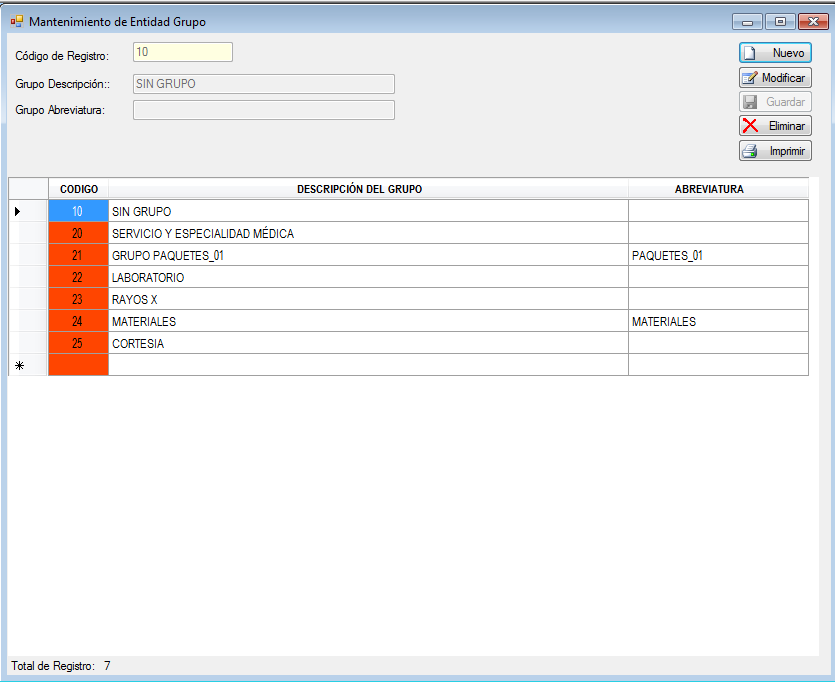 Mantenimiento de Entidad Grupo
Código de Registro: 10
Grupo Descripción:: SIN GRUPO
Grupo Abreviatura:
Nuevo
Modificar
Guardar
Eliminar
Imprimir
CODIGO DESCRIPCIÓN DEL GRUPO ABREVIATURA
10 SIN GRUPO
20 SERVICIO Y ESPECIALIDAD MÉDICA
21 GRUPO PAQUETES_01 PAQUETES_01
22 LABORATORIO
23 RAYOS X
24 MATERIALES MATERIALES
25 CORTESIA
Total de Registro: 7